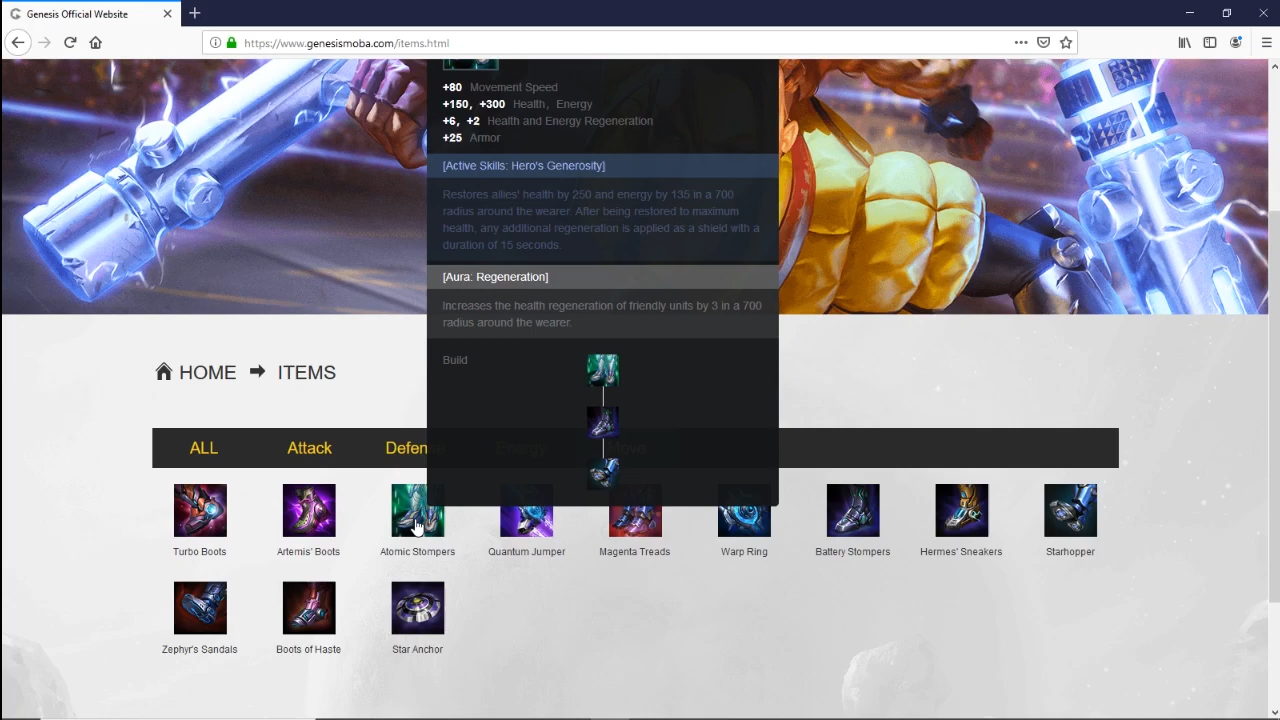 Genesis Official Website
https://www.genesismoba.com/items.html
+80 Movement Speed
+150, +300 Health, Energy
+6, +2 Health and Energy Regeneration
+25 Armor
[Active Skills: Hero's Generosity]
Restores allies' health by 250 and energy by 135 in a 700
radius around the wearer. After being restored to maximum
health, any additional regeneration is applied as a shield with a
duration of 15 seconds.
[Aura: Regeneration]
Increases the health regeneration of friendly units by 3 in a 700
radius around the wearer.
Build
HOME ITEMS
ALL Attack Defen Energy Move
Turbo Boots Artemis' Boots Atomic Stompers Quantum Jumper Magenta Treads Warp Ring Battery Stompers Hermes' Sneakers Starhopper
Zephyr's Sandals Boots of Haste Star Anchor